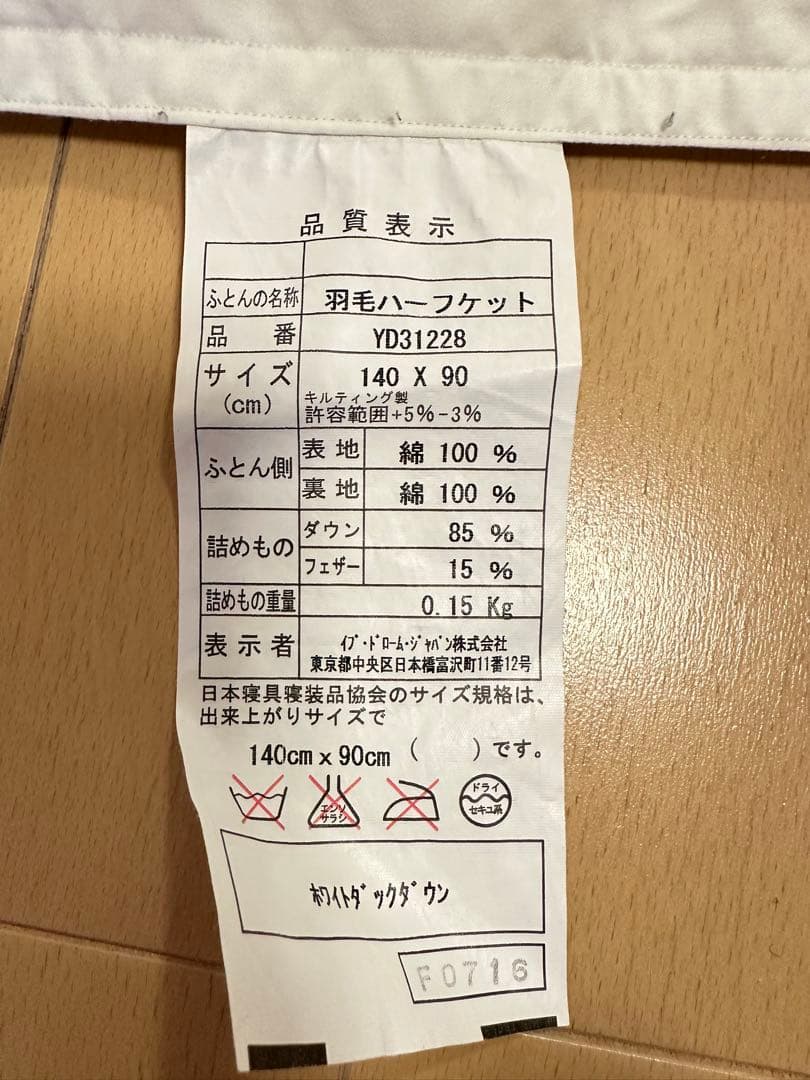 品質表示
ふとんの名称 羽毛ハーフケット
品番 YD31228
サイズ 140 X 90
(cm) キルティング製
許容範囲+5%-3%
ふとん側 表地 綿 100 %
裏地 綿 100 %
詰めもの ダウン 85 %
フェザー 15 %
詰めもの重量 0.15 Kg
表示者 ｲﾌﾞ･ﾄﾞﾛｰﾑ･ｼﾞｬﾊﾟﾝ株式会社
東京都中央区日本橋富沢町11番12号
日本寝具寝装品協会のサイズ規格は、
出来上がりサイズで
140cm x 90cm ( ) です。
エンソ
サラシ
ドライ
セキユ系
ﾎﾜｲﾄﾀﾞｯｸﾀﾞｳﾝ
F0716